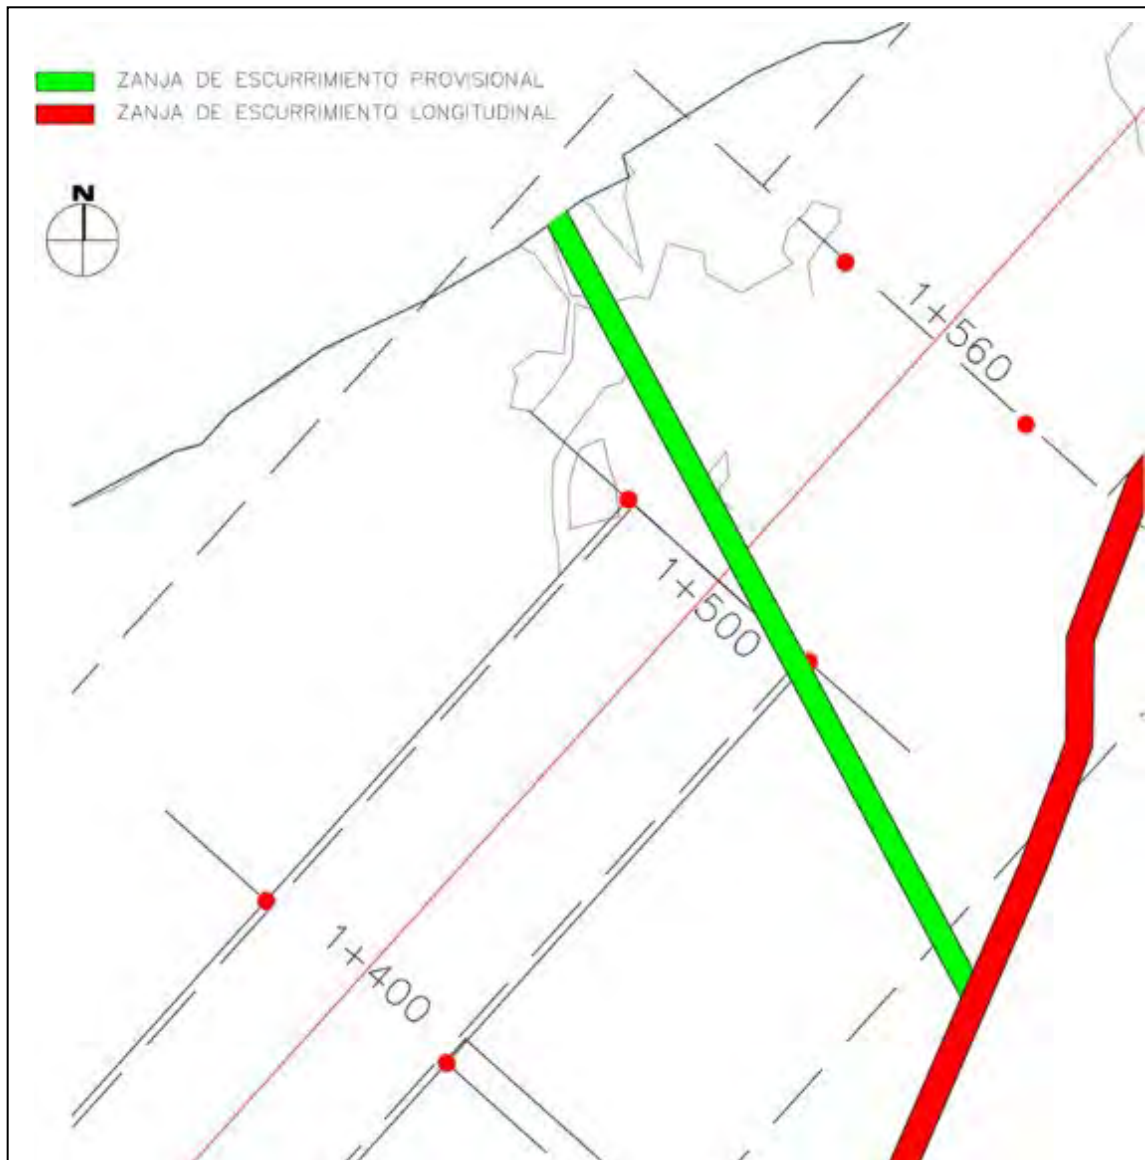 ZANJA DE ESCURRIMIENTO PROVISIONAL
ZANJA DE ESCURRIMIENTO LONGITUDINAL
N
1+560
1+500
1+400